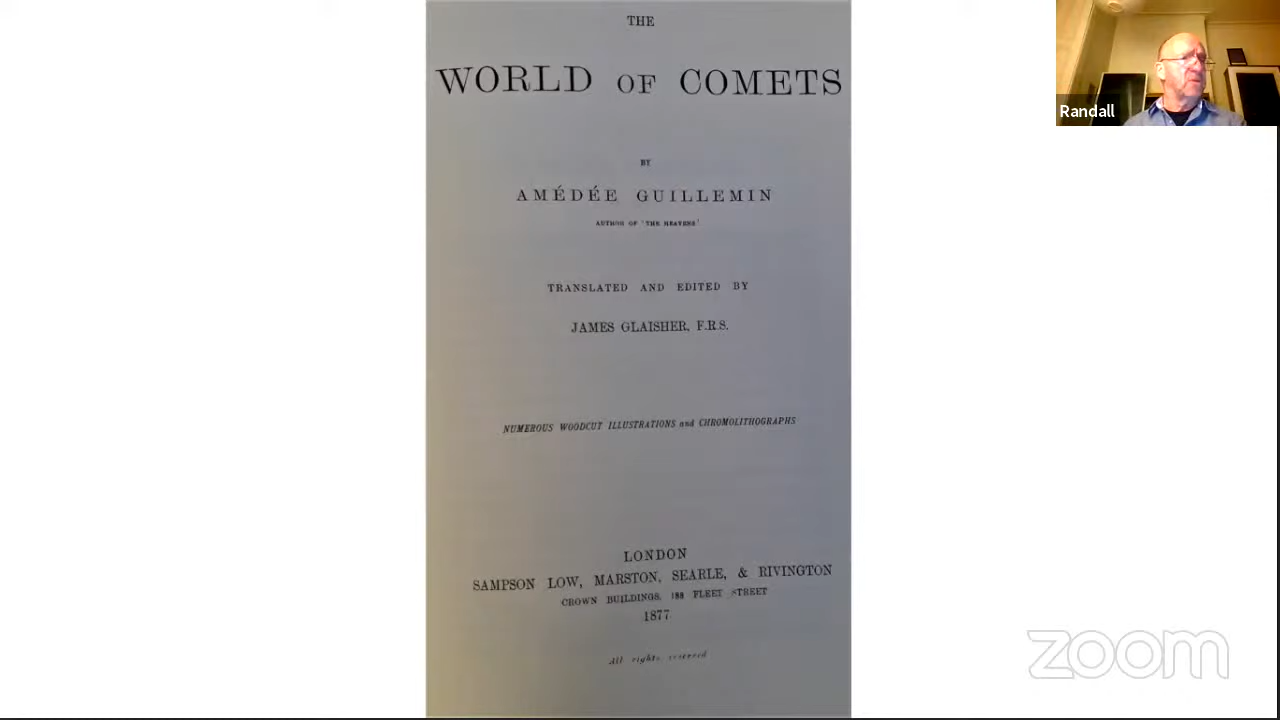 THE
WORLD OF COMETS
BY
AMÉDÉE GUILLEMIN
AUTHOR OF 'THE HEAVENS'
TRANSLATED AND EDITED BY
JAMES GLAISHER, F.R.S.
NUMEROUS WOODCUT ILLUSTRATIONS and CHROMOLITHOGRAPHS
LONDON
SAMPSON LOW, MARSTON, SEARLE, & RIVINGTON
CROWN BUILDINGS, 188 FLEET STREET
1877
All rights reserved
Randall
zoom